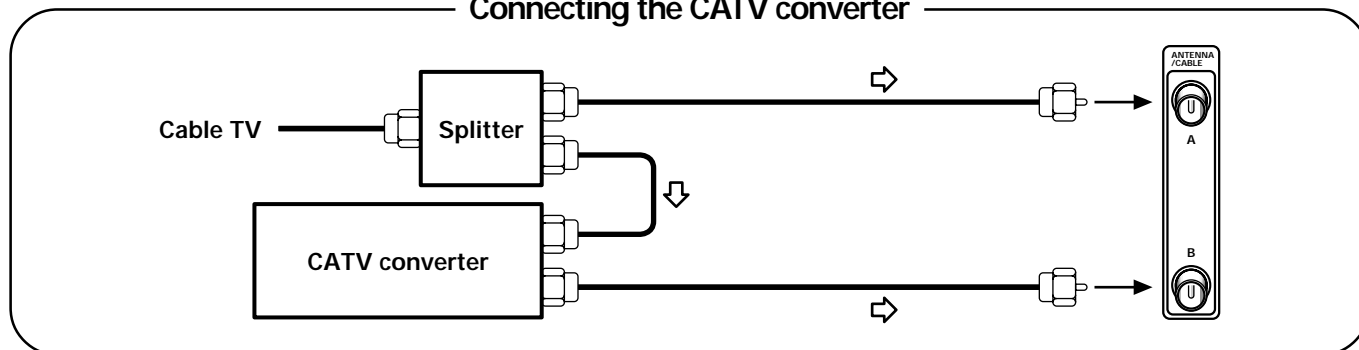 Connecting the CATV converter
ANTENNA
/CABLE
Cable TV
Splitter
A
CATV converter
B